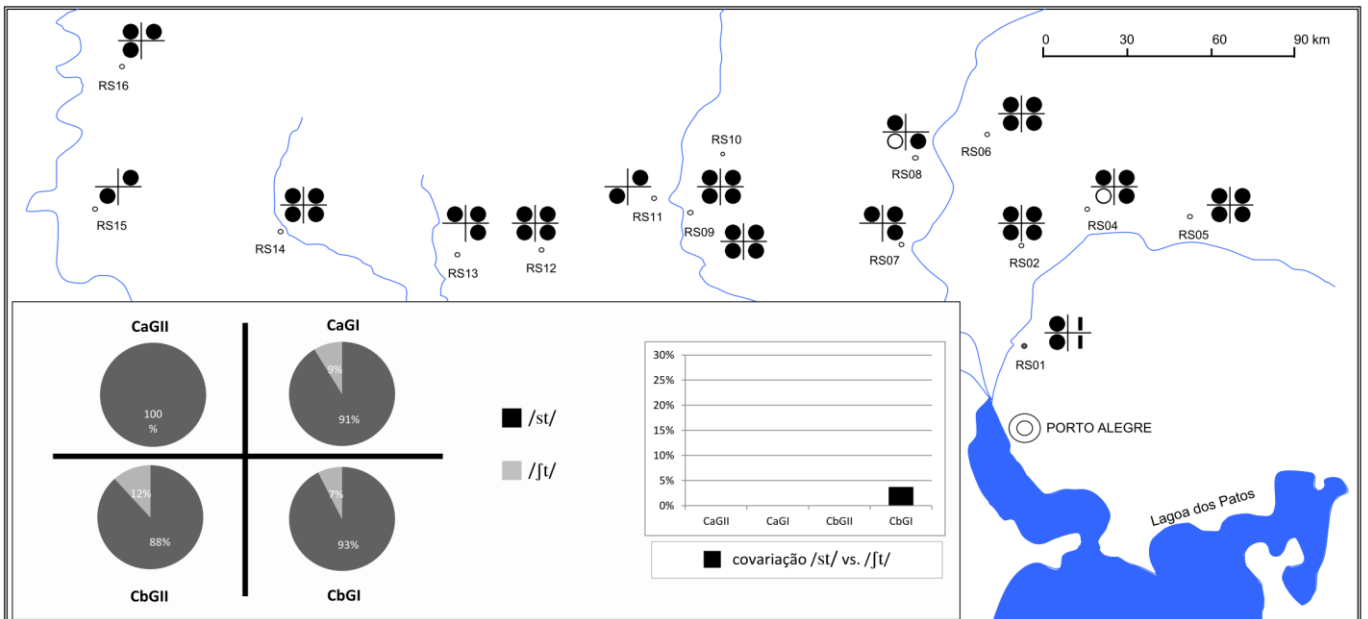 0 30 60 90 km
RS16
RS10
RS06
RS08
RS15
RS11
RS09
RS04
RS05
RS14
RS13
RS12
RS07
RS02
RS01
PORTO ALEGRE
Lagoa dos Patos
CaGII
CaGI
100
%
9%
91%
12%
88%
7%
93%
CbGII
CbGI
/st/
/ʃt/
30%
25%
20%
15%
10%
5%
0%
CaGII CaGI CbGII CbGI
covariação /st/ vs. /ʃt/